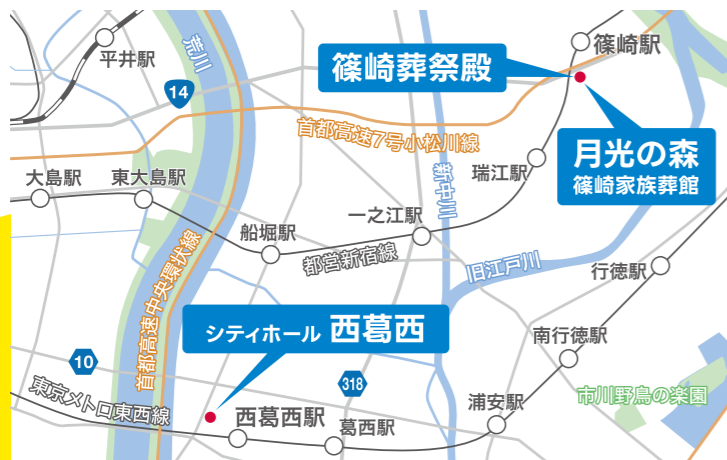 篠崎駅
平井駅
荒川
篠崎葬祭殿
14
首都高速7号小松川線
月光の森
篠崎家族葬館
瑞江駅
新中川
大島駅
東大島駅
一之江駅
船堀駅
都営新宿線
旧江戸川
行徳駅
首都高速中央環状線
シティホール 西葛西
南行徳駅
10
318
東京メトロ東西線
市川野鳥の楽園
西葛西駅
葛西駅
浦安駅